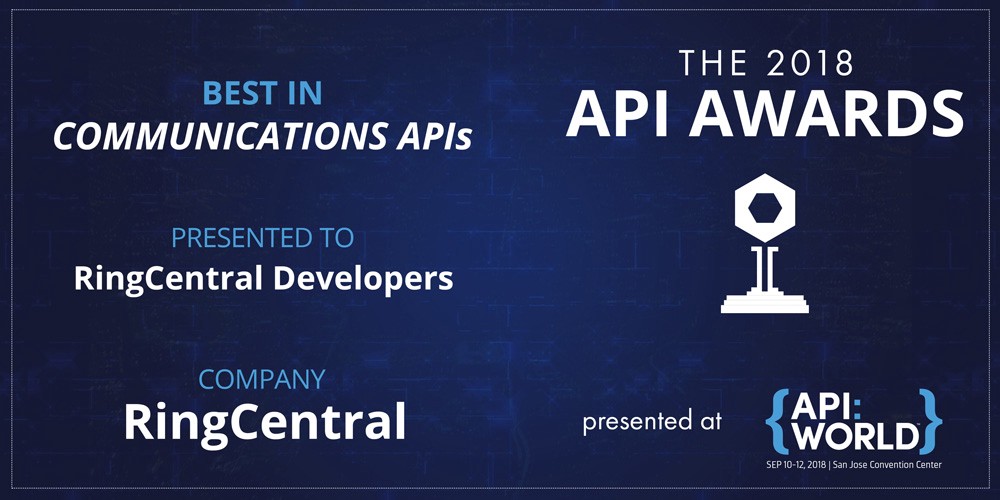 BEST IN
COMMUNICATIONS APIs
PRESENTED TO
RingCentral Developers
COMPANY
RingCentral
THE 2018
API AWARDS
presented at
{API:
WORLD}™
SEP 10-12, 2018 | San Jose Convention Center